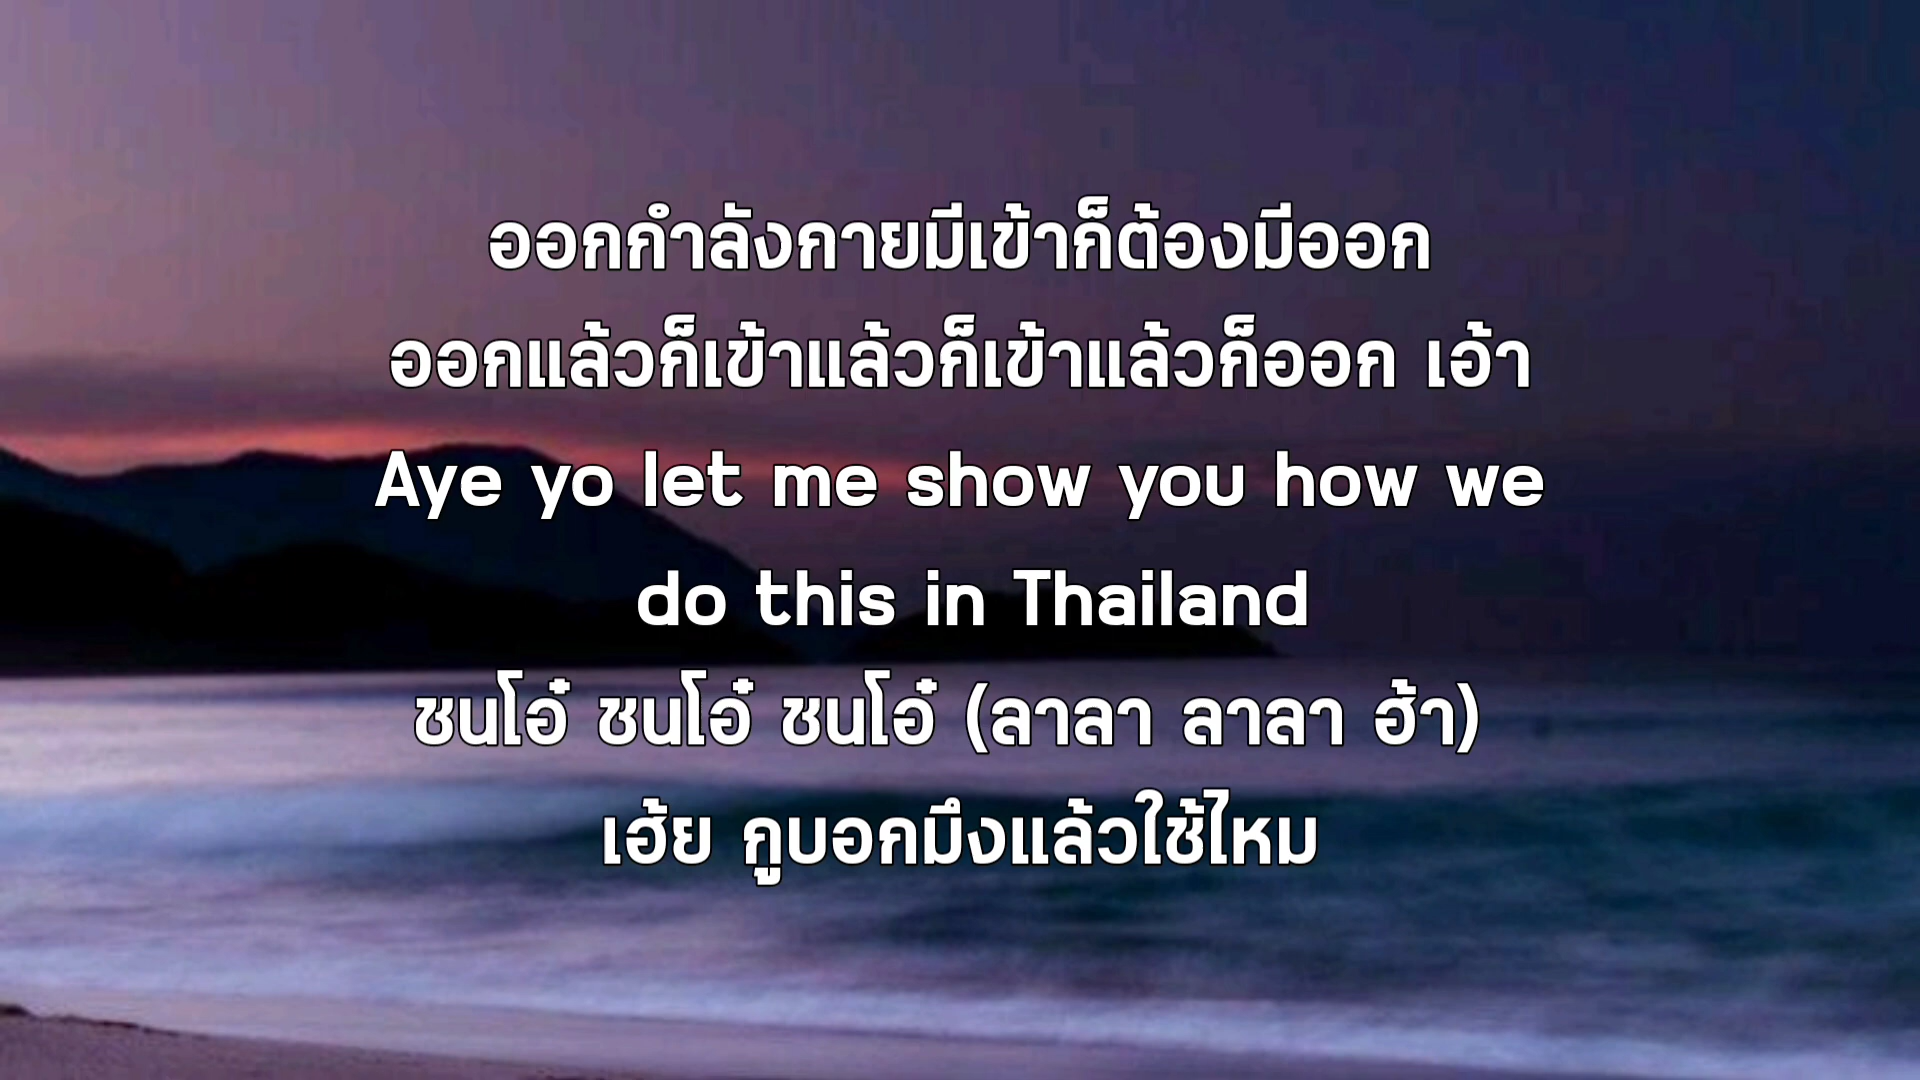 ออกกำลังกายมีเข้าก็ต้องมีออก
ออกแล้วก็เข้าแล้วก็เข้าแล้วก็ออก เอ้า
Aye yo let me show you how we
do this in Thailand
ชนโอ๋ ชนโอ๋ ชนโอ๋ (ลาลา ลาลา ฮ้า)
เฮ้ย กูบอกมึงแล้วใช้ไหม